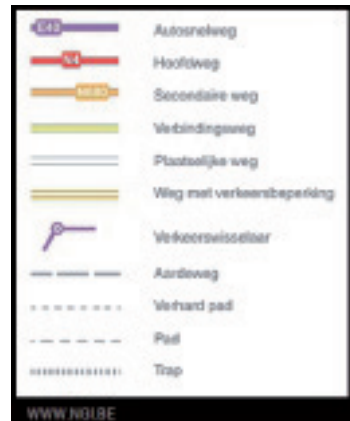 E40 Autosnelweg
N4 Hoofdweg
Secondaire weg
Verbindingsweg
Plaatselijke weg
Weg met verkeersbeperking
Verkeerswisselaar
Aardeweg
Verhard pad
Pad
Trap
WWW.NGI.BE